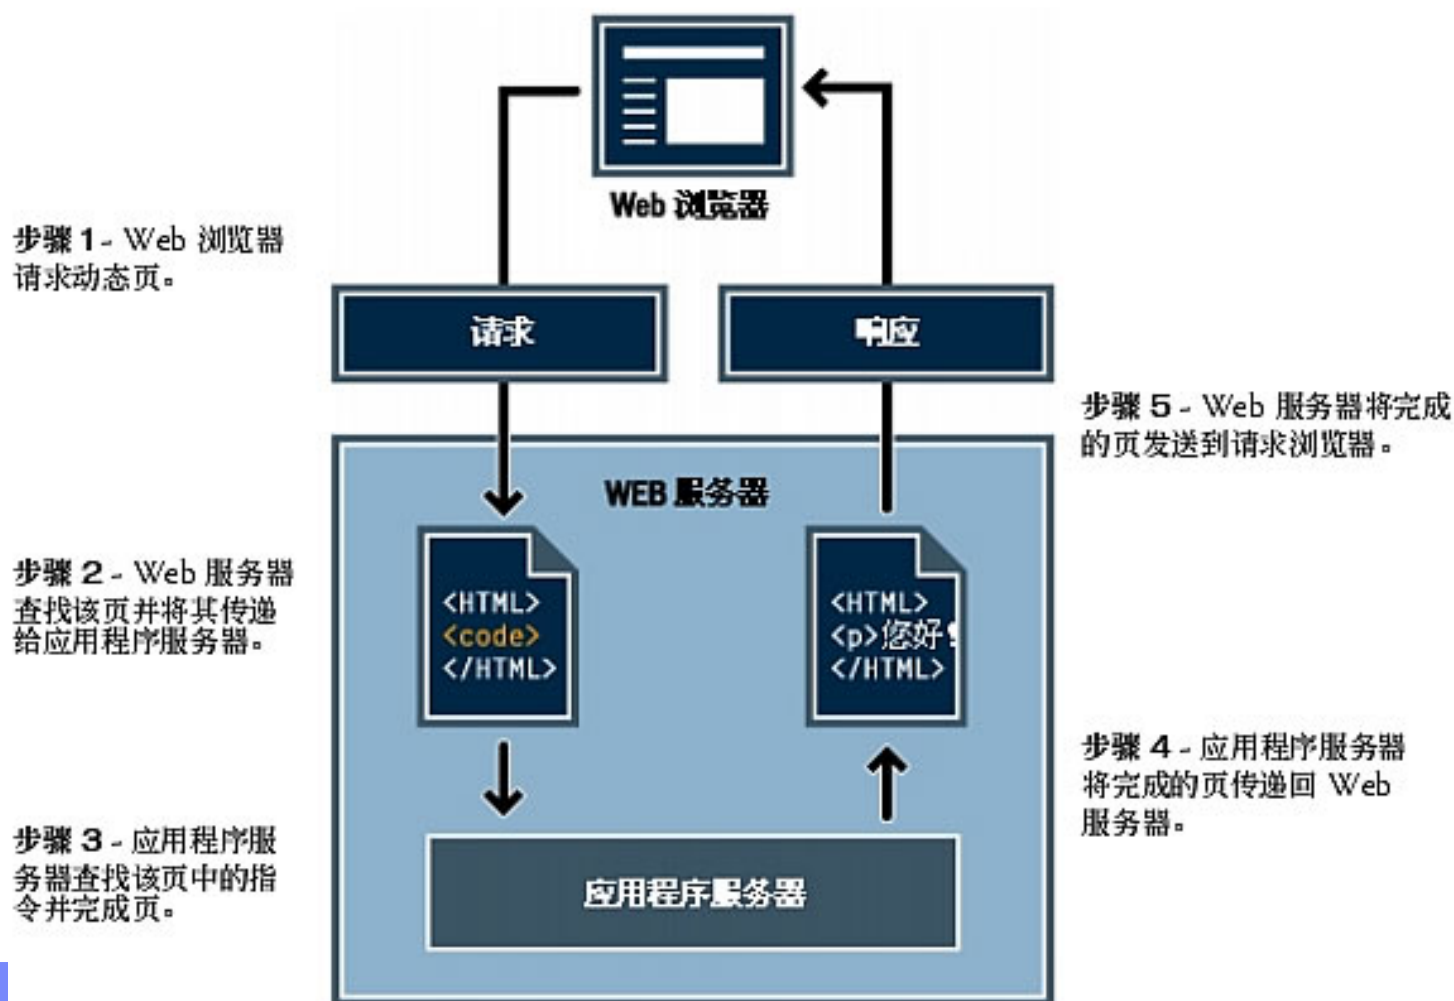 Web 浏览器
步骤 1 - Web 浏览器
请求动态页。
请求
响应
步骤 5 - Web 服务器将完成
的页发送到请求浏览器。
WEB 服务器
步骤 2 - Web 服务器
查找该页并将其传递
给应用程序服务器。
<HTML>
<code>
</HTML>
<HTML>
<p>您好!
</HTML>
步骤 4 - 应用程序服务器
将完成的页传递回 Web
服务器。
步骤 3 - 应用程序服
务器查找该页中的指
令并完成页。
应用程序服务器